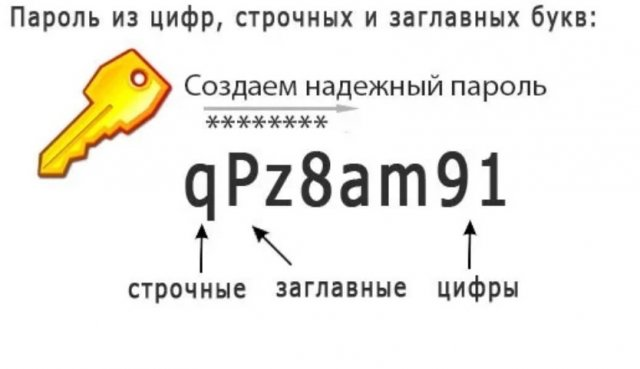 Пароль из цифр, строчных и заглавных букв:
Создаем надежный пароль
********
qPz8am91
строчные заглавные цифры